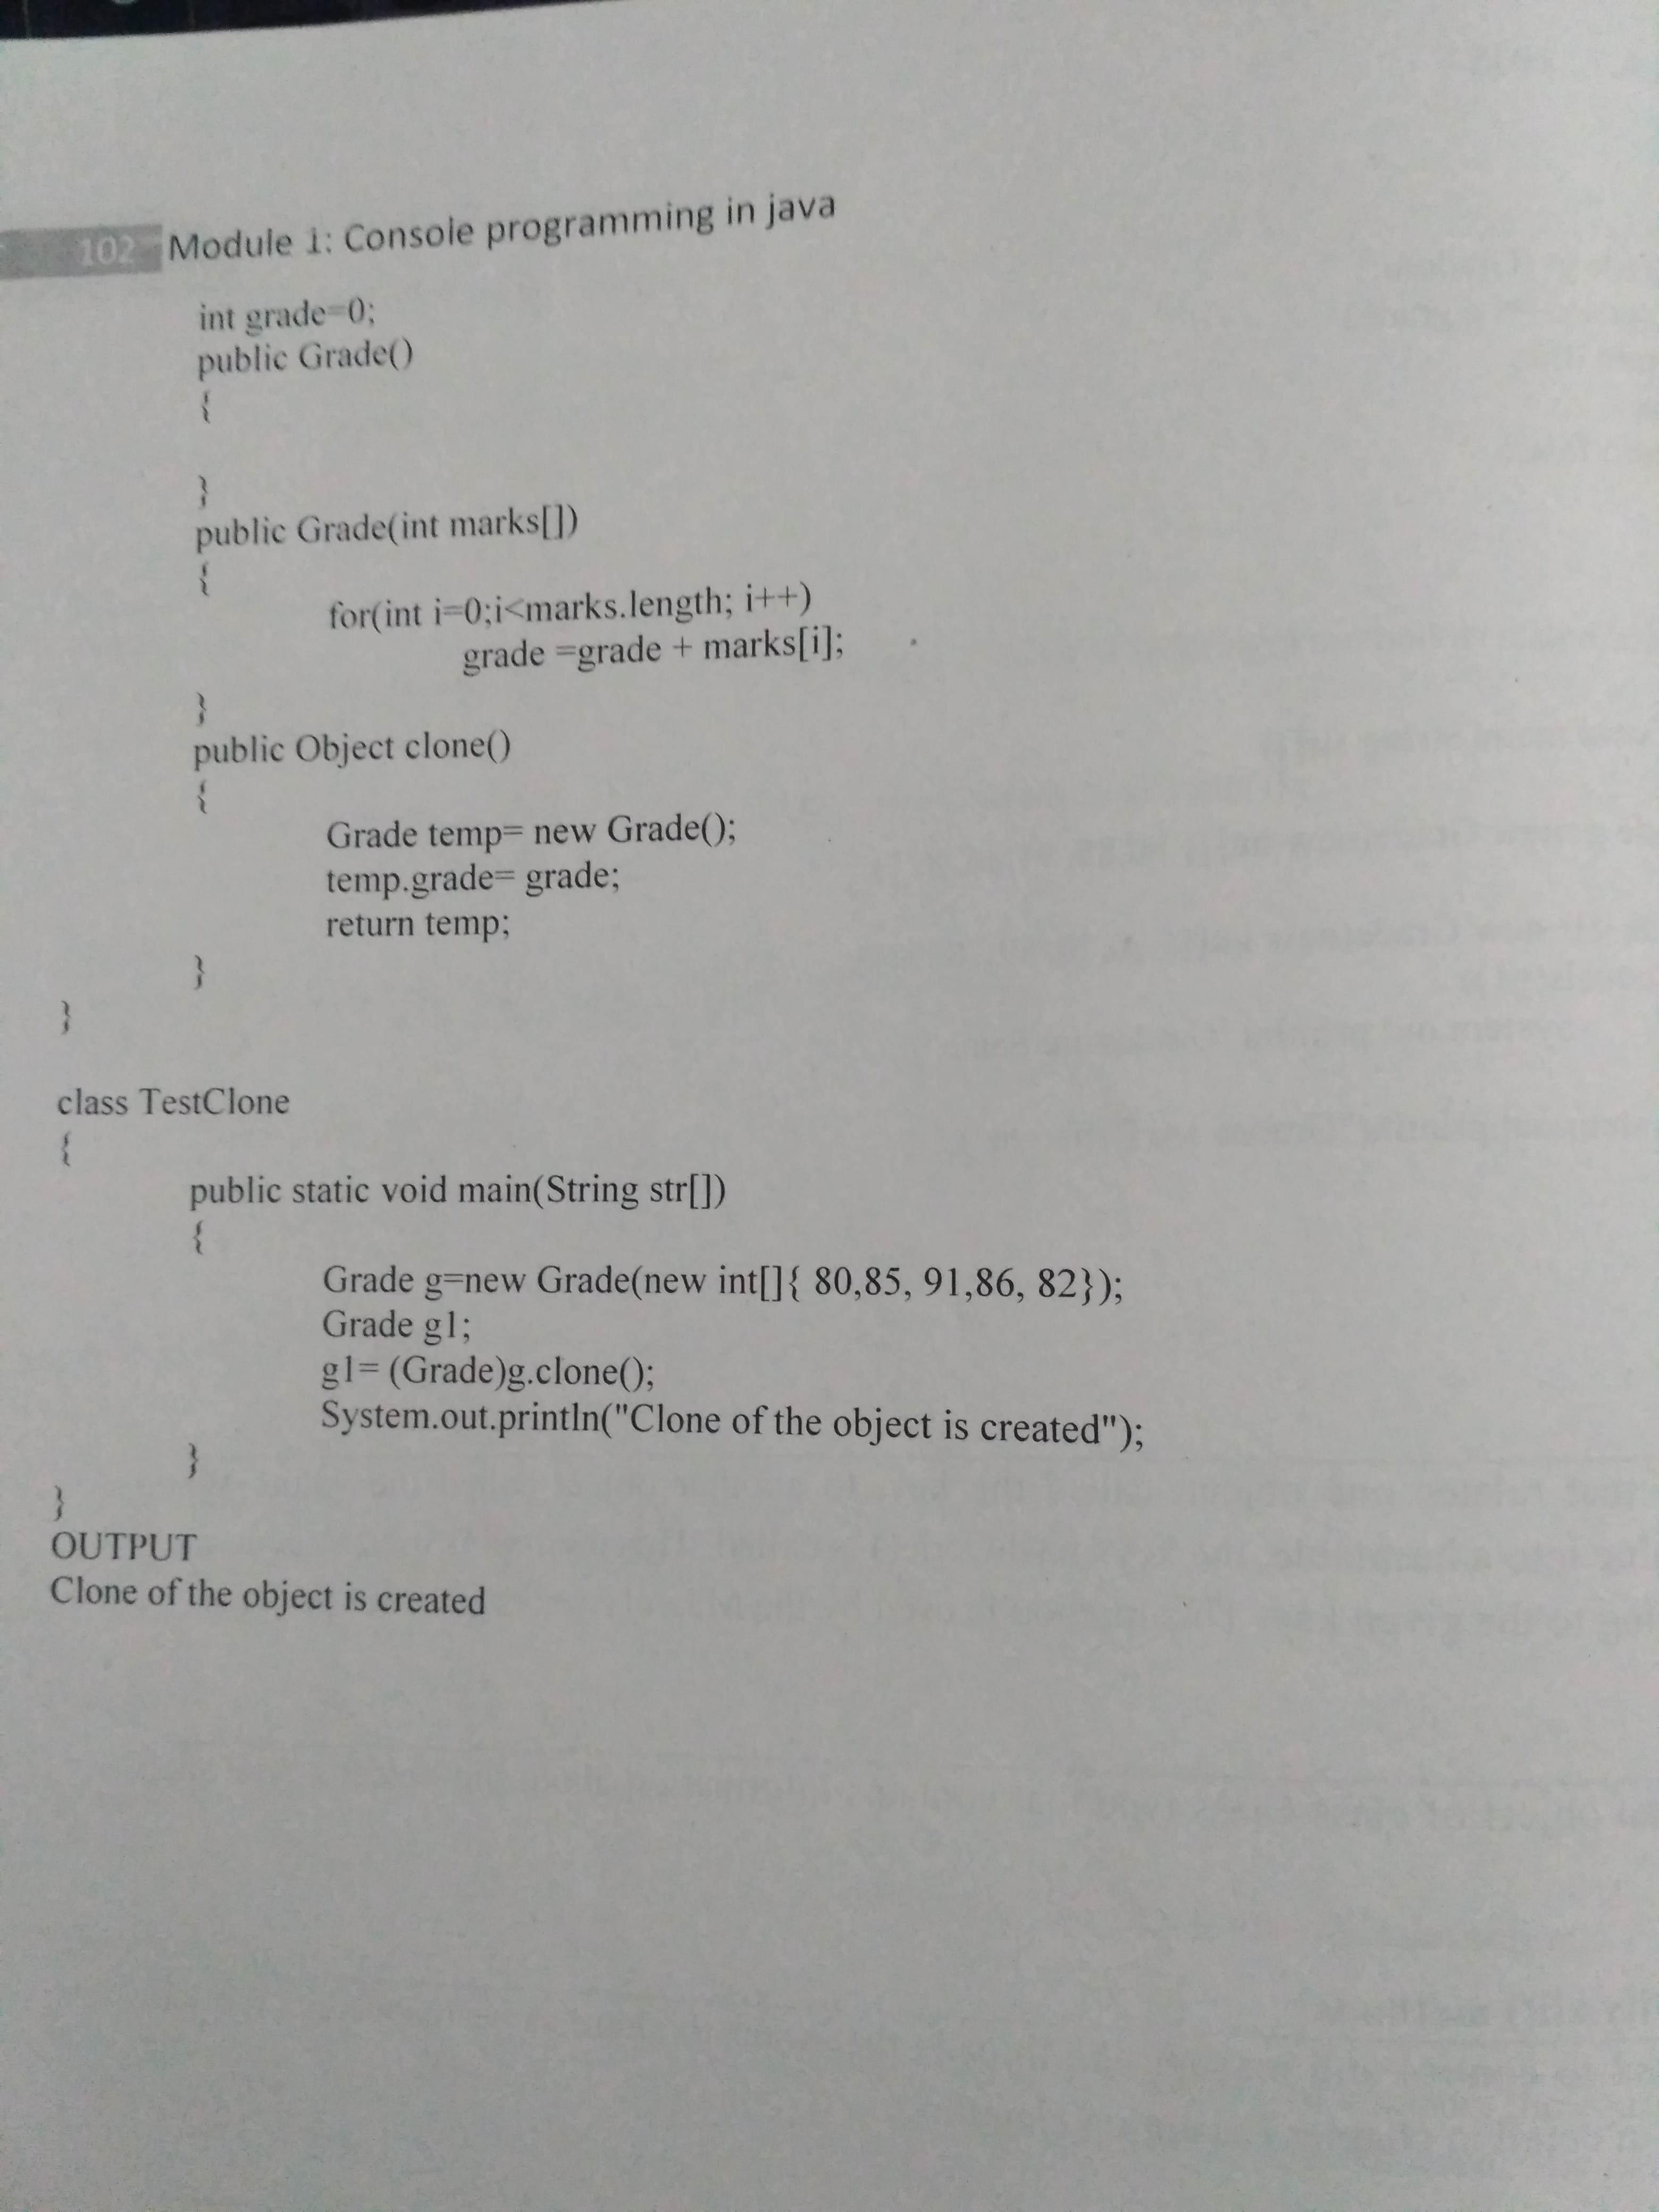 102 Module 1: Console programming in java
int grade=0;
public Grade()
{
}
public Grade(int marks[])
{
for(int i=0;i<marks.length; i++)
grade =grade + marks[i];
}
public Object clone()
{
Grade temp= new Grade();
temp.grade= grade;
return temp;
}
}
class TestClone
{
public static void main(String str[])
{
Grade g=new Grade(new int[]{ 80,85, 91,86, 82});
Grade g1;
g1= (Grade)g.clone();
System.out.println("Clone of the object is created");
}
}
OUTPUT
Clone of the object is created